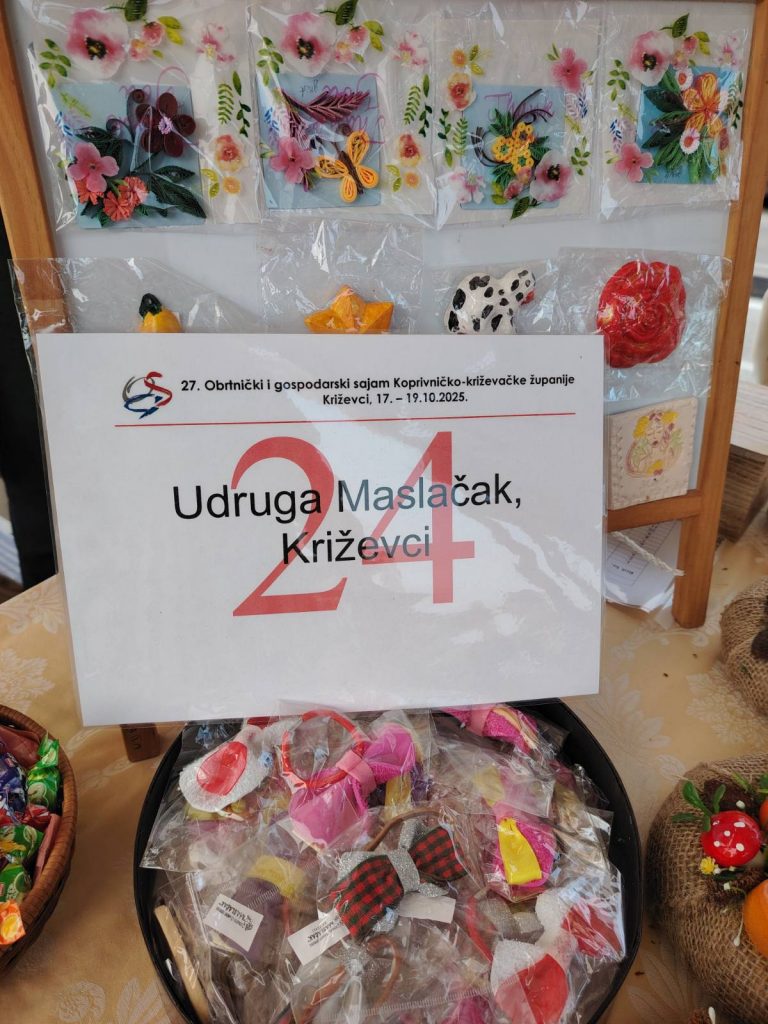 27. Obrtnički i gospodarski sajam Koprivničko-križevačke županije
Križevci, 17. – 19.10.2025.
24
Udruga Maslačak,
Križevci